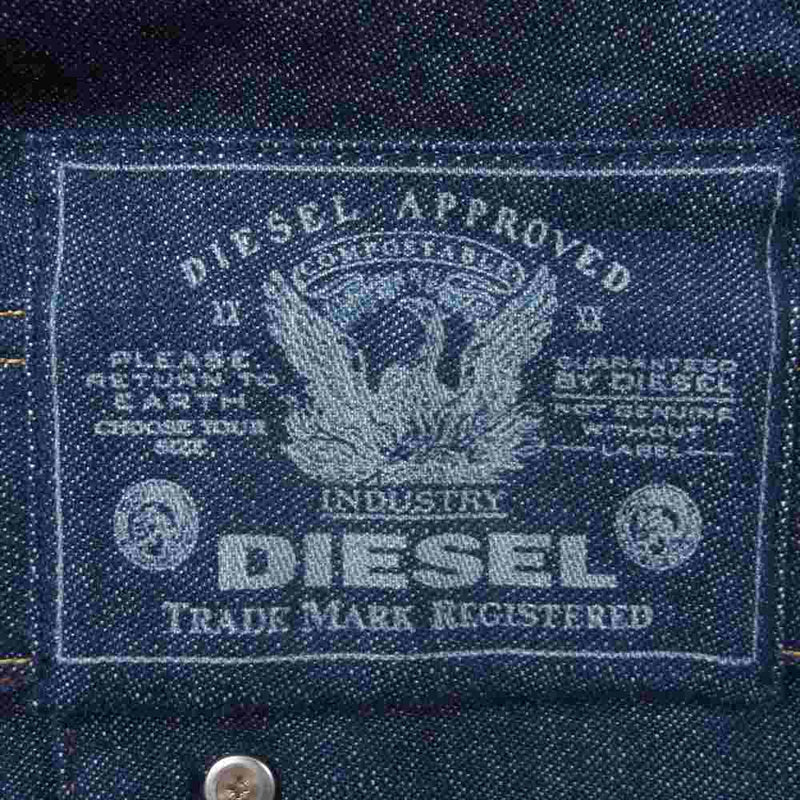 DIESEL APPROVED
COMPOSTABLE
XX
XX
PLEASE
RETURN TO
EARTH
CHOOSE YOUR
SIZE
GUARANTEED
BY DIESEL
NOT GENUINE
WITHOUT
LABEL
INDUSTRY
DIESEL
TRADE MARK REGISTERED